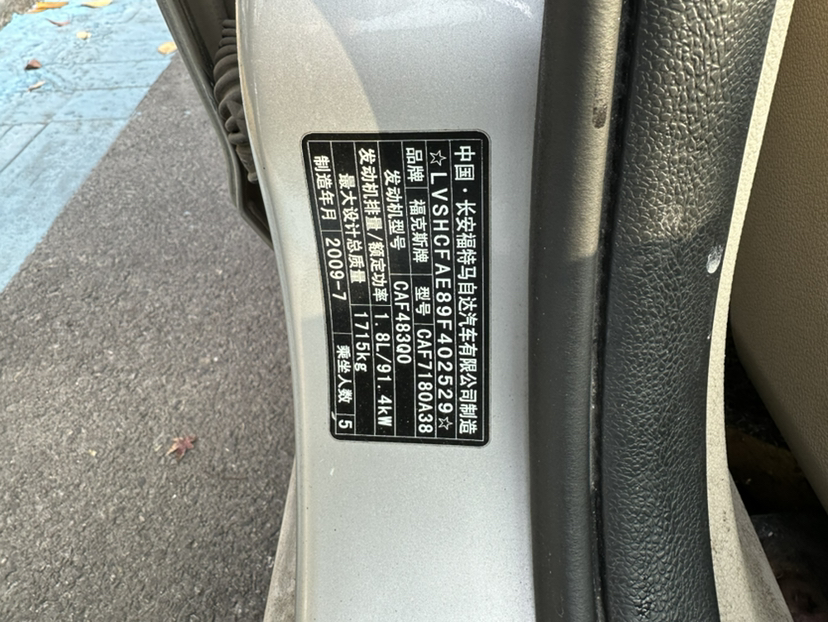 中国·长安福特马自达汽车有限公司制造
☆LVSHCFAE89F402529☆
品牌 福克斯牌 型号 CAF7180A38
发动机型号 CAF483Q0
发动机排量/额定功率 1.8L/91.4kW
最大设计总质量 1715kg
制造年月 2009-7 乘坐人数 5